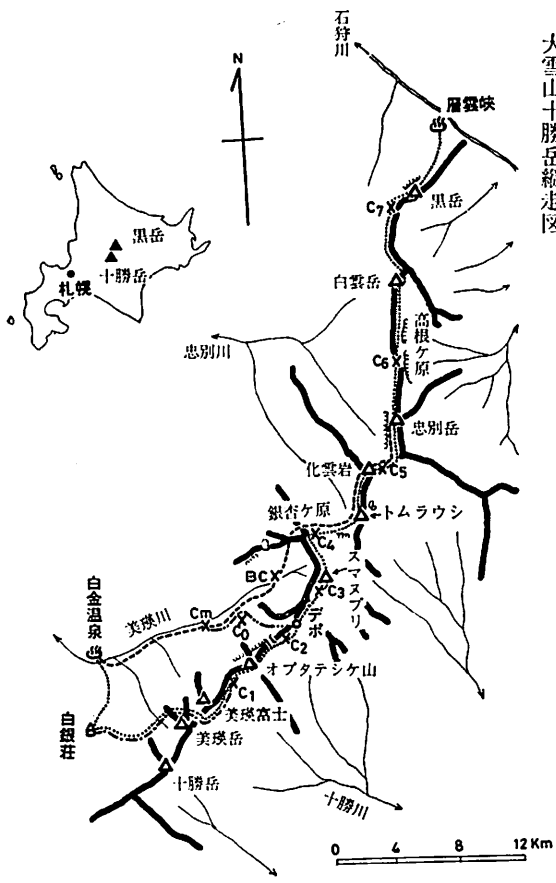 大雪山十勝岳縦走図
石狩川
層雲峡
N
黒岳
C7
黒岳
十勝岳
札幌
白雲岳
高根ヶ原
忠別川
C6
忠別岳
化雲岩
C5
銀杏ケ原
トムラウシ
C4
スマヌプリ
BC
C3
白金温泉
美瑛川
Cm
C0
デポ
C2
オプタテシケ山
C1
美瑛富士
白銀荘
美瑛岳
十勝岳
十勝川
0 4 8 12 Km